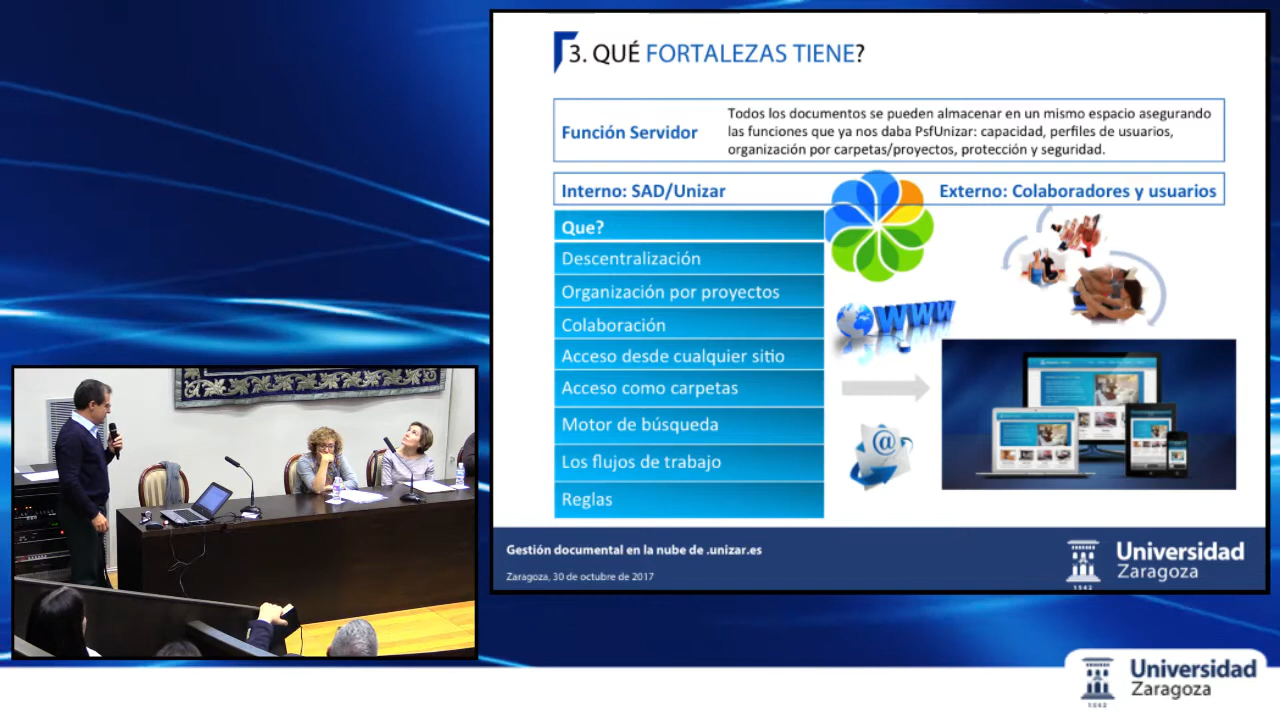 3. QUÉ FORTALEZAS TIENE?
Función Servidor
Todos los documentos se pueden almacenar en un mismo espacio asegurando
las funciones que ya nos daba PsfUnizar: capacidad, perfiles de usuarios,
organización por carpetas/proyectos, protección y seguridad.
Interno: SAD/Unizar
Externo: Colaboradores y usuarios
Que?
Descentralización
Organización por proyectos
Colaboración
Acceso desde cualquier sitio
Acceso como carpetas
Motor de búsqueda
Los flujos de trabajo
Reglas
WWW
@
Gestión documental en la nube de .unizar.es
Zaragoza, 30 de octubre de 2017
Universidad
Zaragoza
1542
Universidad
Zaragoza
1542